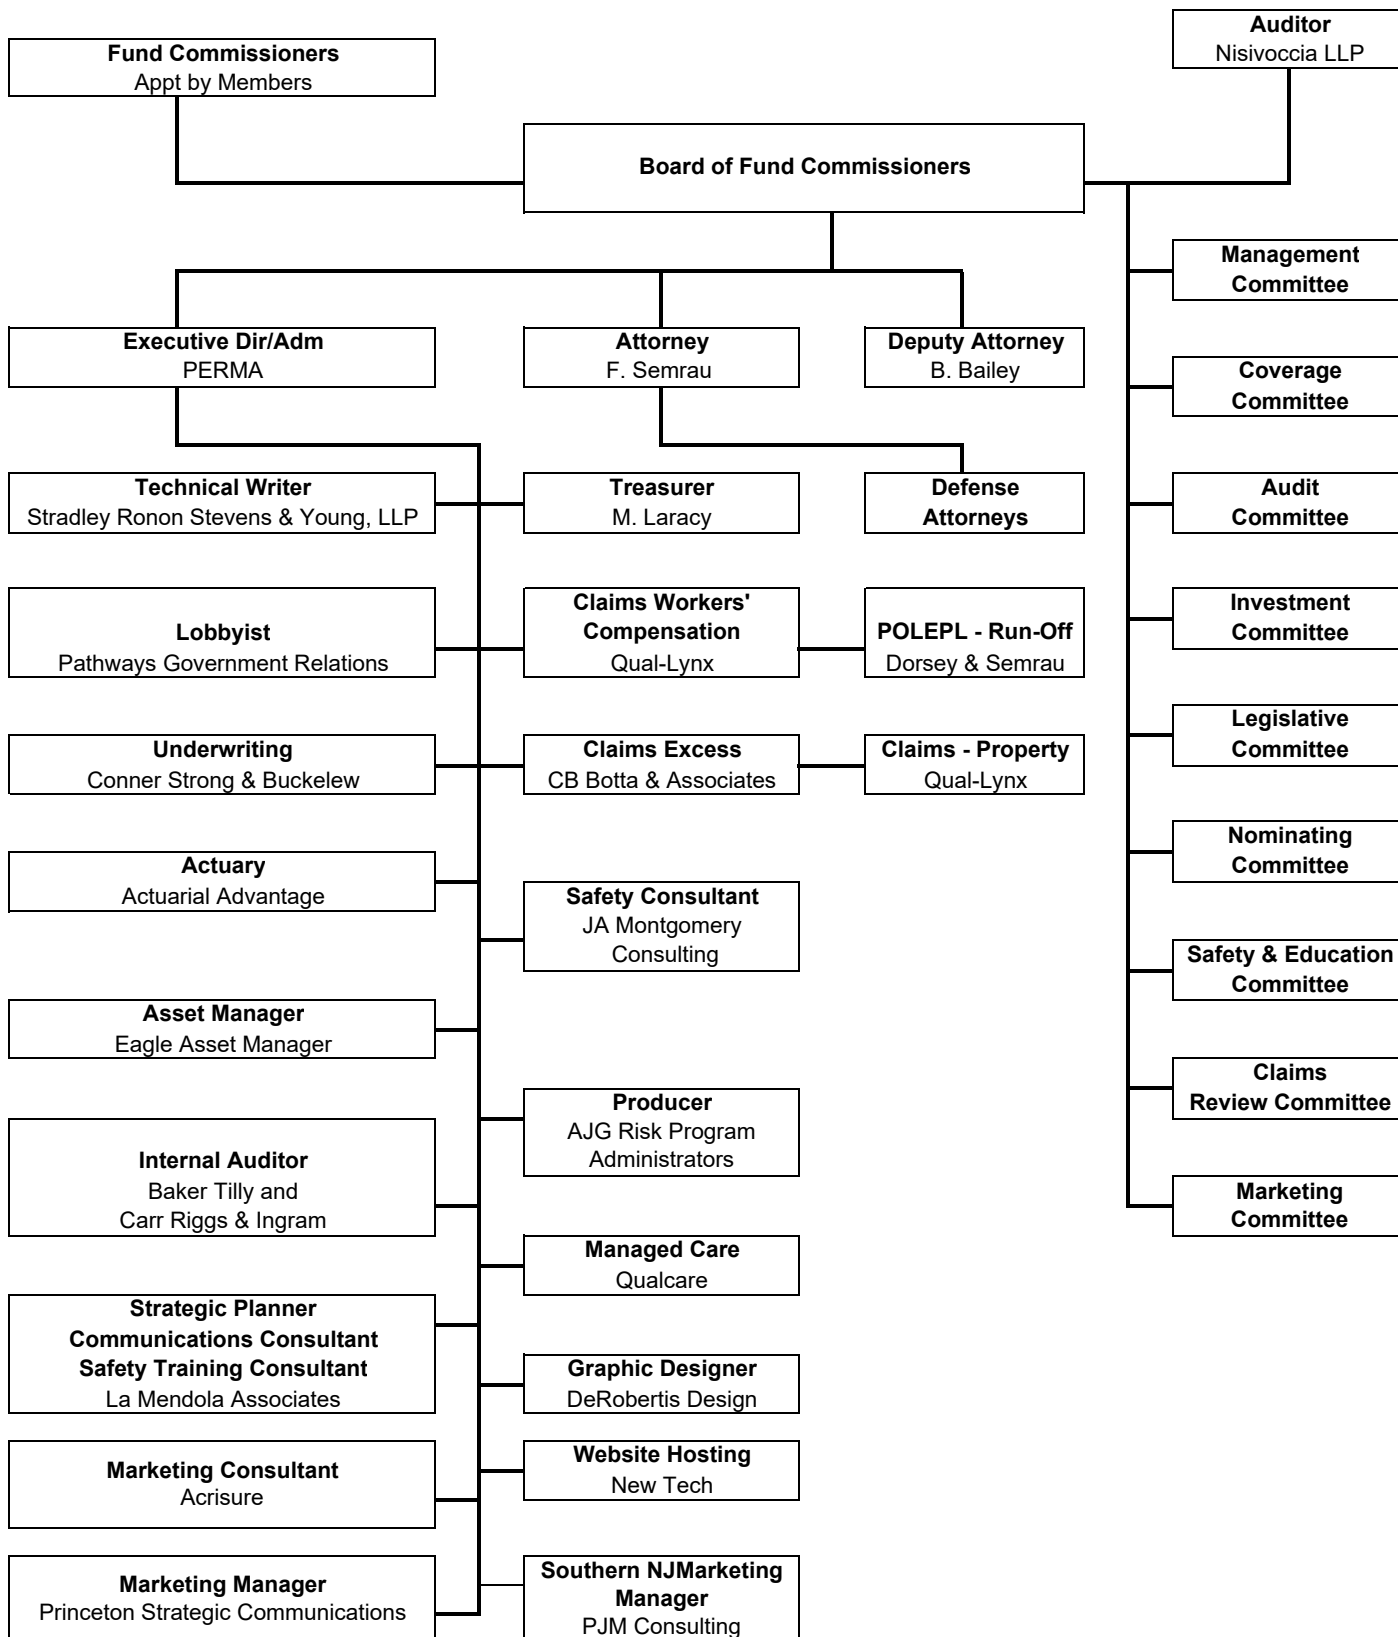 Auditor
Nisivoccia LLP
Fund Commissioners
Appt by Members
Board of Fund Commissioners
Management
Committee
Executive Dir/Adm
PERMA
Attorney
F. Semrau
Deputy Attorney
B. Bailey
Coverage
Committee
Technical Writer
Stradley Ronon Stevens & Young, LLP
Treasurer
M. Laracy
Defense
Attorneys
Audit
Committee
Lobbyist
Pathways Government Relations
Claims Workers'
Compensation
Qual-Lynx
POLEPL - Run-Off
Dorsey & Semrau
Investment
Committee
Underwriting
Conner Strong & Buckelew
Claims Excess
CB Botta & Associates
Claims - Property
Qual-Lynx
Legislative
Committee
Actuary
Actuarial Advantage
Safety Consultant
JA Montgomery
Consulting
Nominating
Committee
Asset Manager
Eagle Asset Manager
Safety & Education
Committee
Internal Auditor
Baker Tilly and
Carr Riggs & Ingram
Producer
AJG Risk Program
Administrators
Claims
Review Committee
Managed Care
Qualcare
Marketing
Committee
Strategic Planner
Communications Consultant
Safety Training Consultant
La Mendola Associates
Graphic Designer
DeRobertis Design
Marketing Consultant
Acrisure
Website Hosting
New Tech
Marketing Manager
Princeton Strategic Communications
Southern NJMarketing
Manager
PJM Consulting